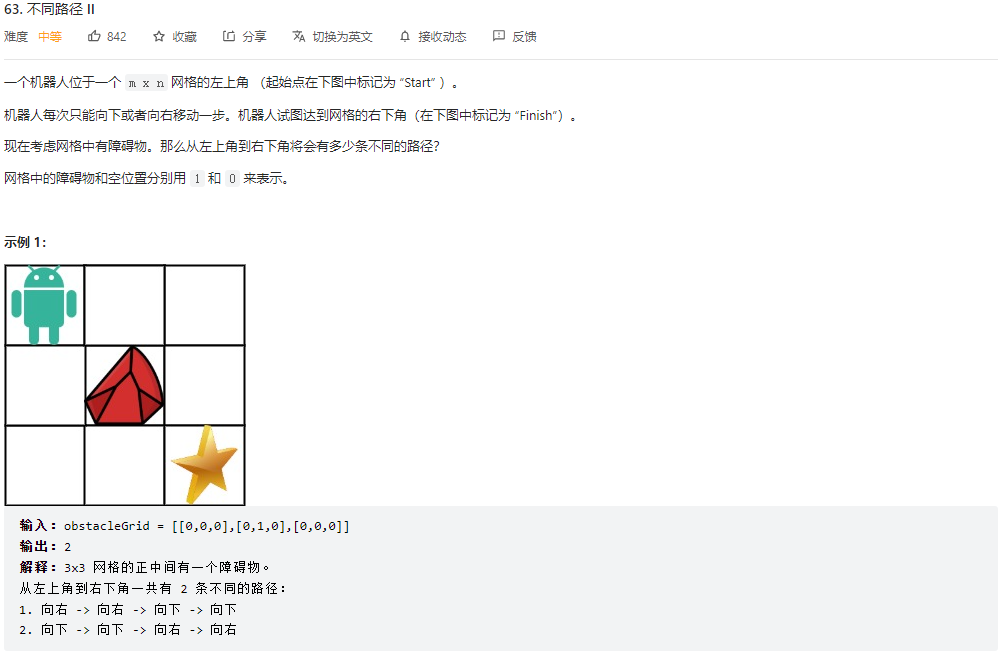 63. 不同路径 II
难度 中等 842 收藏 分享 切换为英文 接收动态 反馈
一个机器人位于一个 m x n 网格的左上角 （起始点在下图中标记为 “Start” ）。
机器人每次只能向下或者向右移动一步。机器人试图达到网格的右下角（在下图中标记为 “Finish”）。
现在考虑网格中有障碍物。那么从左上角到右下角将会有多少条不同的路径？
网格中的障碍物和空位置分别用 1 和 0 来表示。
示例 1：
输入：obstacleGrid = [[0,0,0],[0,1,0],[0,0,0]]
输出：2
解释：3x3 网格的正中间有一个障碍物。
从左上角到右下角一共有 2 条不同的路径：
1. 向右 -> 向右 -> 向下 -> 向下
2. 向下 -> 向下 -> 向右 -> 向右